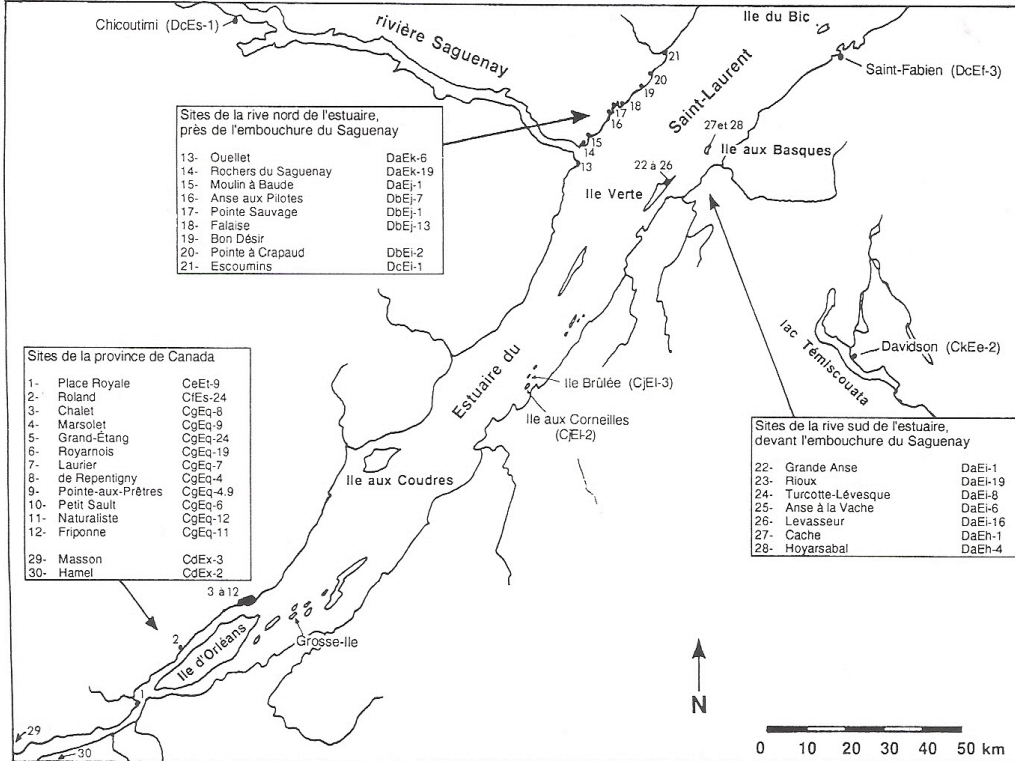 Chicoutimi (DcEs-1)
rivière Saguenay
Ile du Bic
Saint-Fabien (DcEf-3)
Saint-Laurent
21
20
19
18
17
16
15
14
13
27 et 28
Ile aux Basques
22 à 26
Ile Verte
Sites de la rive nord de l'estuaire,
près de l'embouchure du Saguenay
13- Ouellet DaEk-6
14- Rochers du Saguenay DaEk-19
15- Moulin à Baude DaEj-1
16- Anse aux Pilotes DbEj-7
17- Pointe Sauvage DbEj-1
18- Falaise DbEj-13
19- Bon Désir
20- Pointe à Crapaud DbEi-2
21- Escoumins DcEi-1
lac Témiscouata
Davidson (CkEe-2)
Estuaire du
Ile Brûlée (CjEl-3)
Ile aux Corneilles
(CjEl-2)
Ile aux Coudres
Sites de la province de Canada
1- Place Royale CeEt-9
2- Roland CfEs-24
3- Chalet CgEq-8
4- Marsolet CgEq-9
5- Grand-Étang CgEq-24
6- Royarnois CgEq-19
7- Laurier CgEq-7
8- de Repentigny CgEq-4
9- Pointe-aux-Prêtres CgEq-4.9
10- Petit Sault CgEq-6
11- Naturaliste CgEq-12
12- Friponne CgEq-11
29- Masson CdEx-3
30- Hamel CdEx-2
Sites de la rive sud de l'estuaire,
devant l'embouchure du Saguenay
22- Grande Anse DaEi-1
23- Rioux DaEi-19
24- Turcotte-Lévesque DaEi-8
25- Anse à la Vache DaEi-6
26- Levasseur DaEi-16
27- Cache DaEh-1
28- Hoyarsabal DaEh-4
3 à 12
2
Ile d'Orléans
Grosse-Ile
1
29
30
N
0 10 20 30 40 50 km